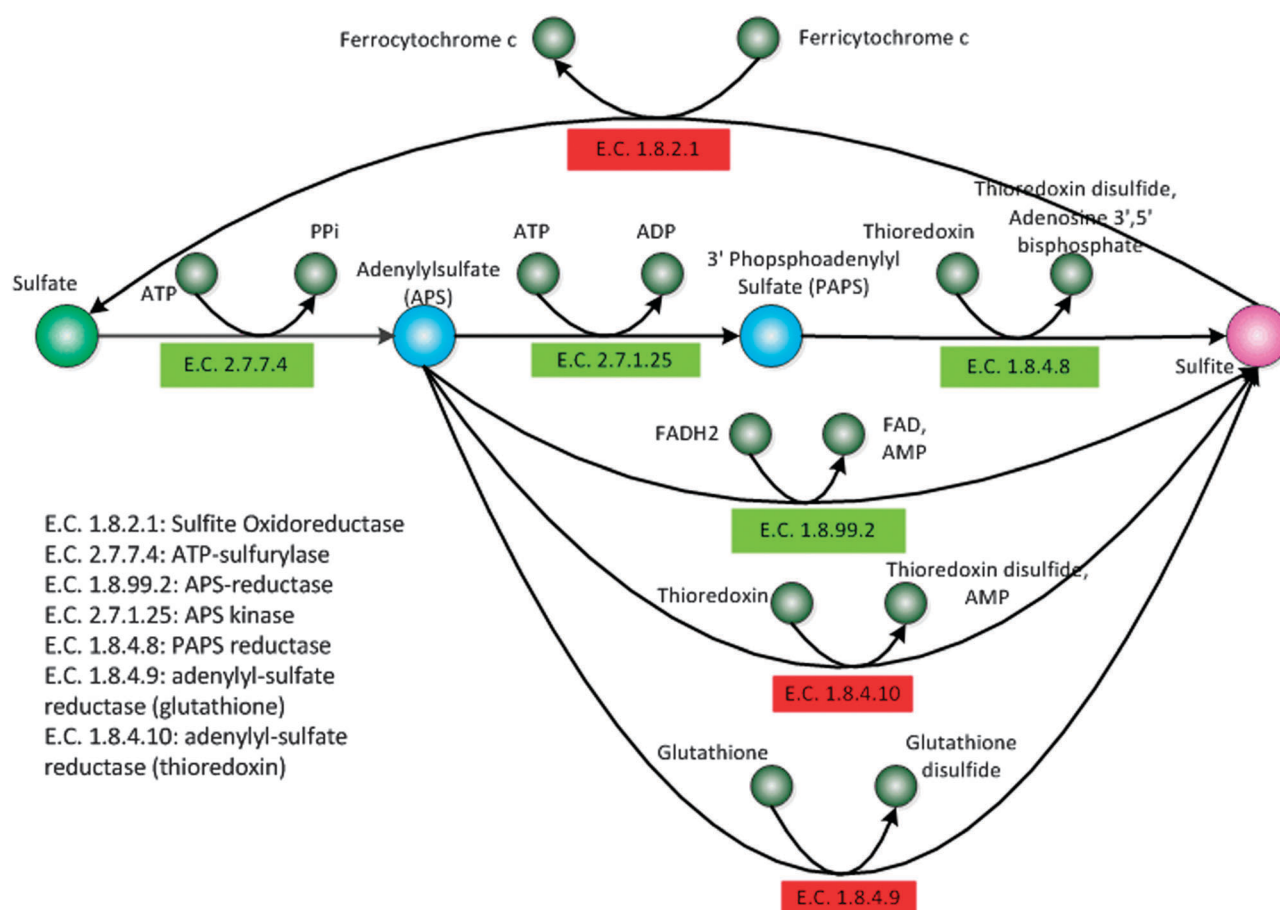 Ferrocytochrome c
Ferricytochrome c
E.C. 1.8.2.1
Thioredoxin disulfide,
Adenosine 3',5'
bisphosphate
PPi
ATP
ADP
Thioredoxin
Adenylylsulfate
(APS)
3' Phopsphoadenylyl
Sulfate (PAPS)
Sulfate
ATP
E.C. 2.7.7.4
E.C. 2.7.1.25
E.C. 1.8.4.8
Sulfite
FADH2
FAD,
AMP
E.C. 1.8.99.2
Thioredoxin
Thioredoxin disulfide,
AMP
E.C. 1.8.4.10
Glutathione
Glutathione
disulfide
E.C. 1.8.4.9
E.C. 1.8.2.1: Sulfite Oxidoreductase
E.C. 2.7.7.4: ATP-sulfurylase
E.C. 1.8.99.2: APS-reductase
E.C. 2.7.1.25: APS kinase
E.C. 1.8.4.8: PAPS reductase
E.C. 1.8.4.9: adenylyl-sulfate
reductase (glutathione)
E.C. 1.8.4.10: adenylyl-sulfate
reductase (thioredoxin)